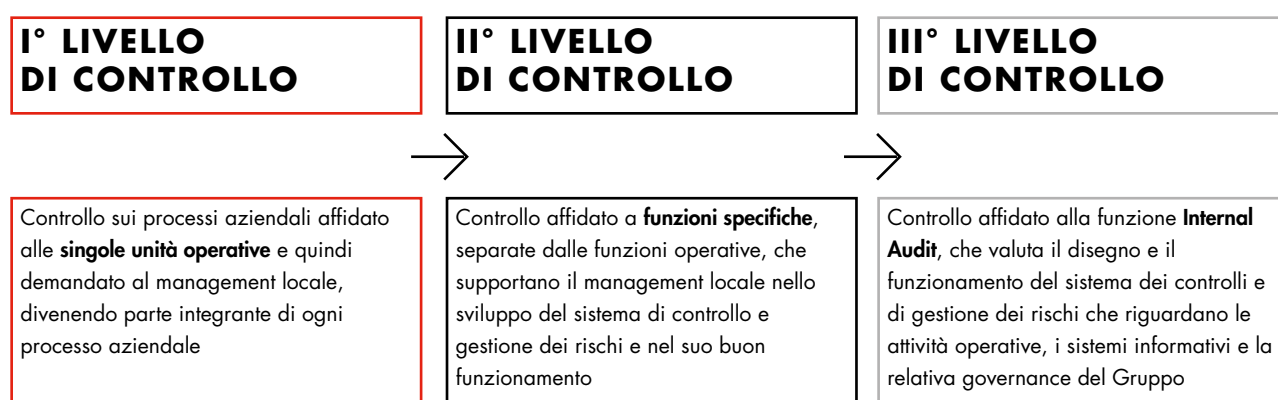 I° LIVELLO
DI CONTROLLO
II° LIVELLO
DI CONTROLLO
III° LIVELLO
DI CONTROLLO
Controllo sui processi aziendali affidato
alle singole unità operative e quindi
demandato al management locale,
divenendo parte integrante di ogni
processo aziendale
Controllo affidato a funzioni specifiche,
separate dalle funzioni operative, che
supportano il management locale nello
sviluppo del sistema di controllo e
gestione dei rischi e nel suo buon
funzionamento
Controllo affidato alla funzione Internal
Audit, che valuta il disegno e il
funzionamento del sistema dei controlli e
di gestione dei rischi che riguardano le
attività operative, i sistemi informativi e la
relativa governance del Gruppo